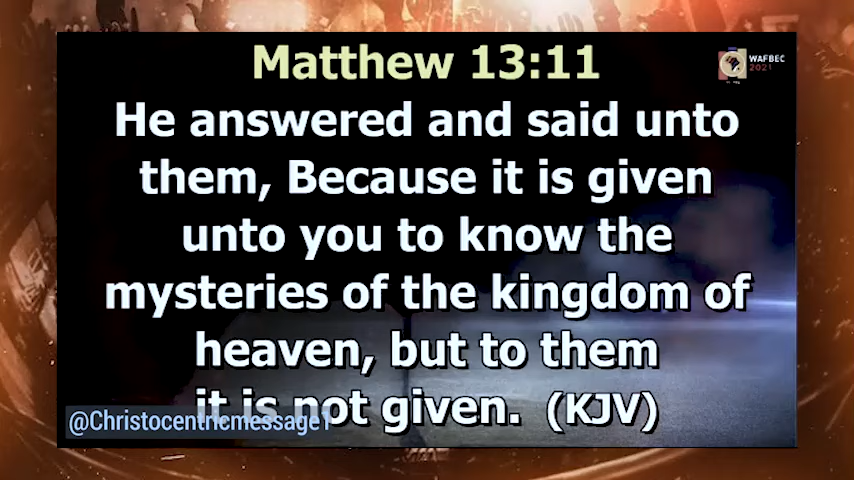 Matthew 13:11
WAFBEC
2021
He answered and said unto
them, Because it is given
unto you to know the
mysteries of the kingdom of
heaven, but to them
it is not given. (KJV)
@Christocentricmessage1